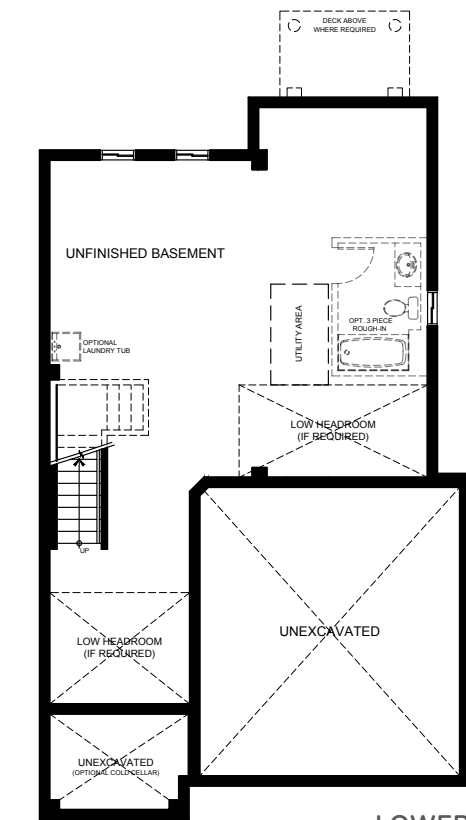 DECK ABOVE
WHERE REQUIRED
UNFINISHED BASEMENT
UTILITY AREA
OPT. 3 PIECE
ROUGH-IN
OPTIONAL
LAUNDRY TUB
LOW HEADROOM
(IF REQUIRED)
UP
UNEXCAVATED
LOW HEADROOM
(IF REQUIRED)
UNEXCAVATED
(OPTIONAL COLD CELLAR)
LOWER